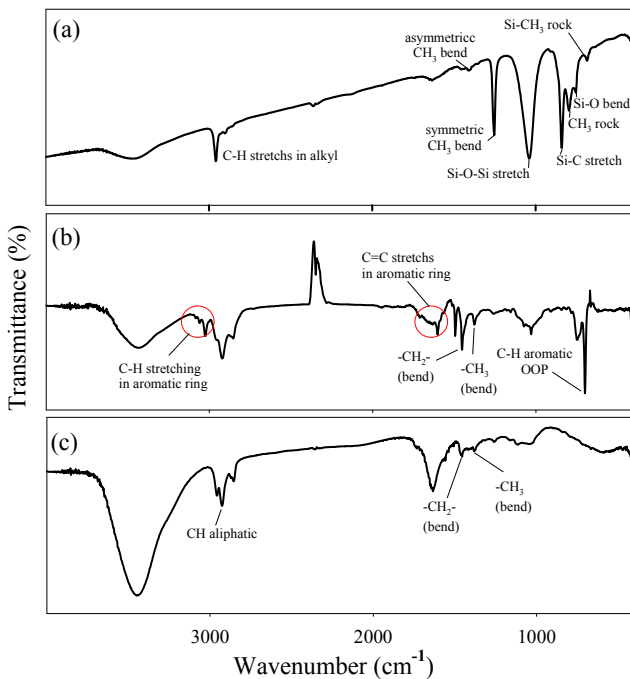 Transmittance (%)
(a)
asymmetricc
CH₃ bend
Si-CH₃ rock
C-H stretchs in alkyl
symmetric
CH₃ bend
Si-O-Si stretch
Si-O bend
CH₃ rock
Si-C stretch
(b)
C=C stretchs
in aromatic ring
C-H stretching
in aromatic ring
-CH₂-
(bend)
-CH₃
(bend)
C-H aromatic
OOP
(c)
CH aliphatic
-CH₂-
(bend)
-CH₃
(bend)
3000
2000
1000
Wavenumber (cm⁻¹)